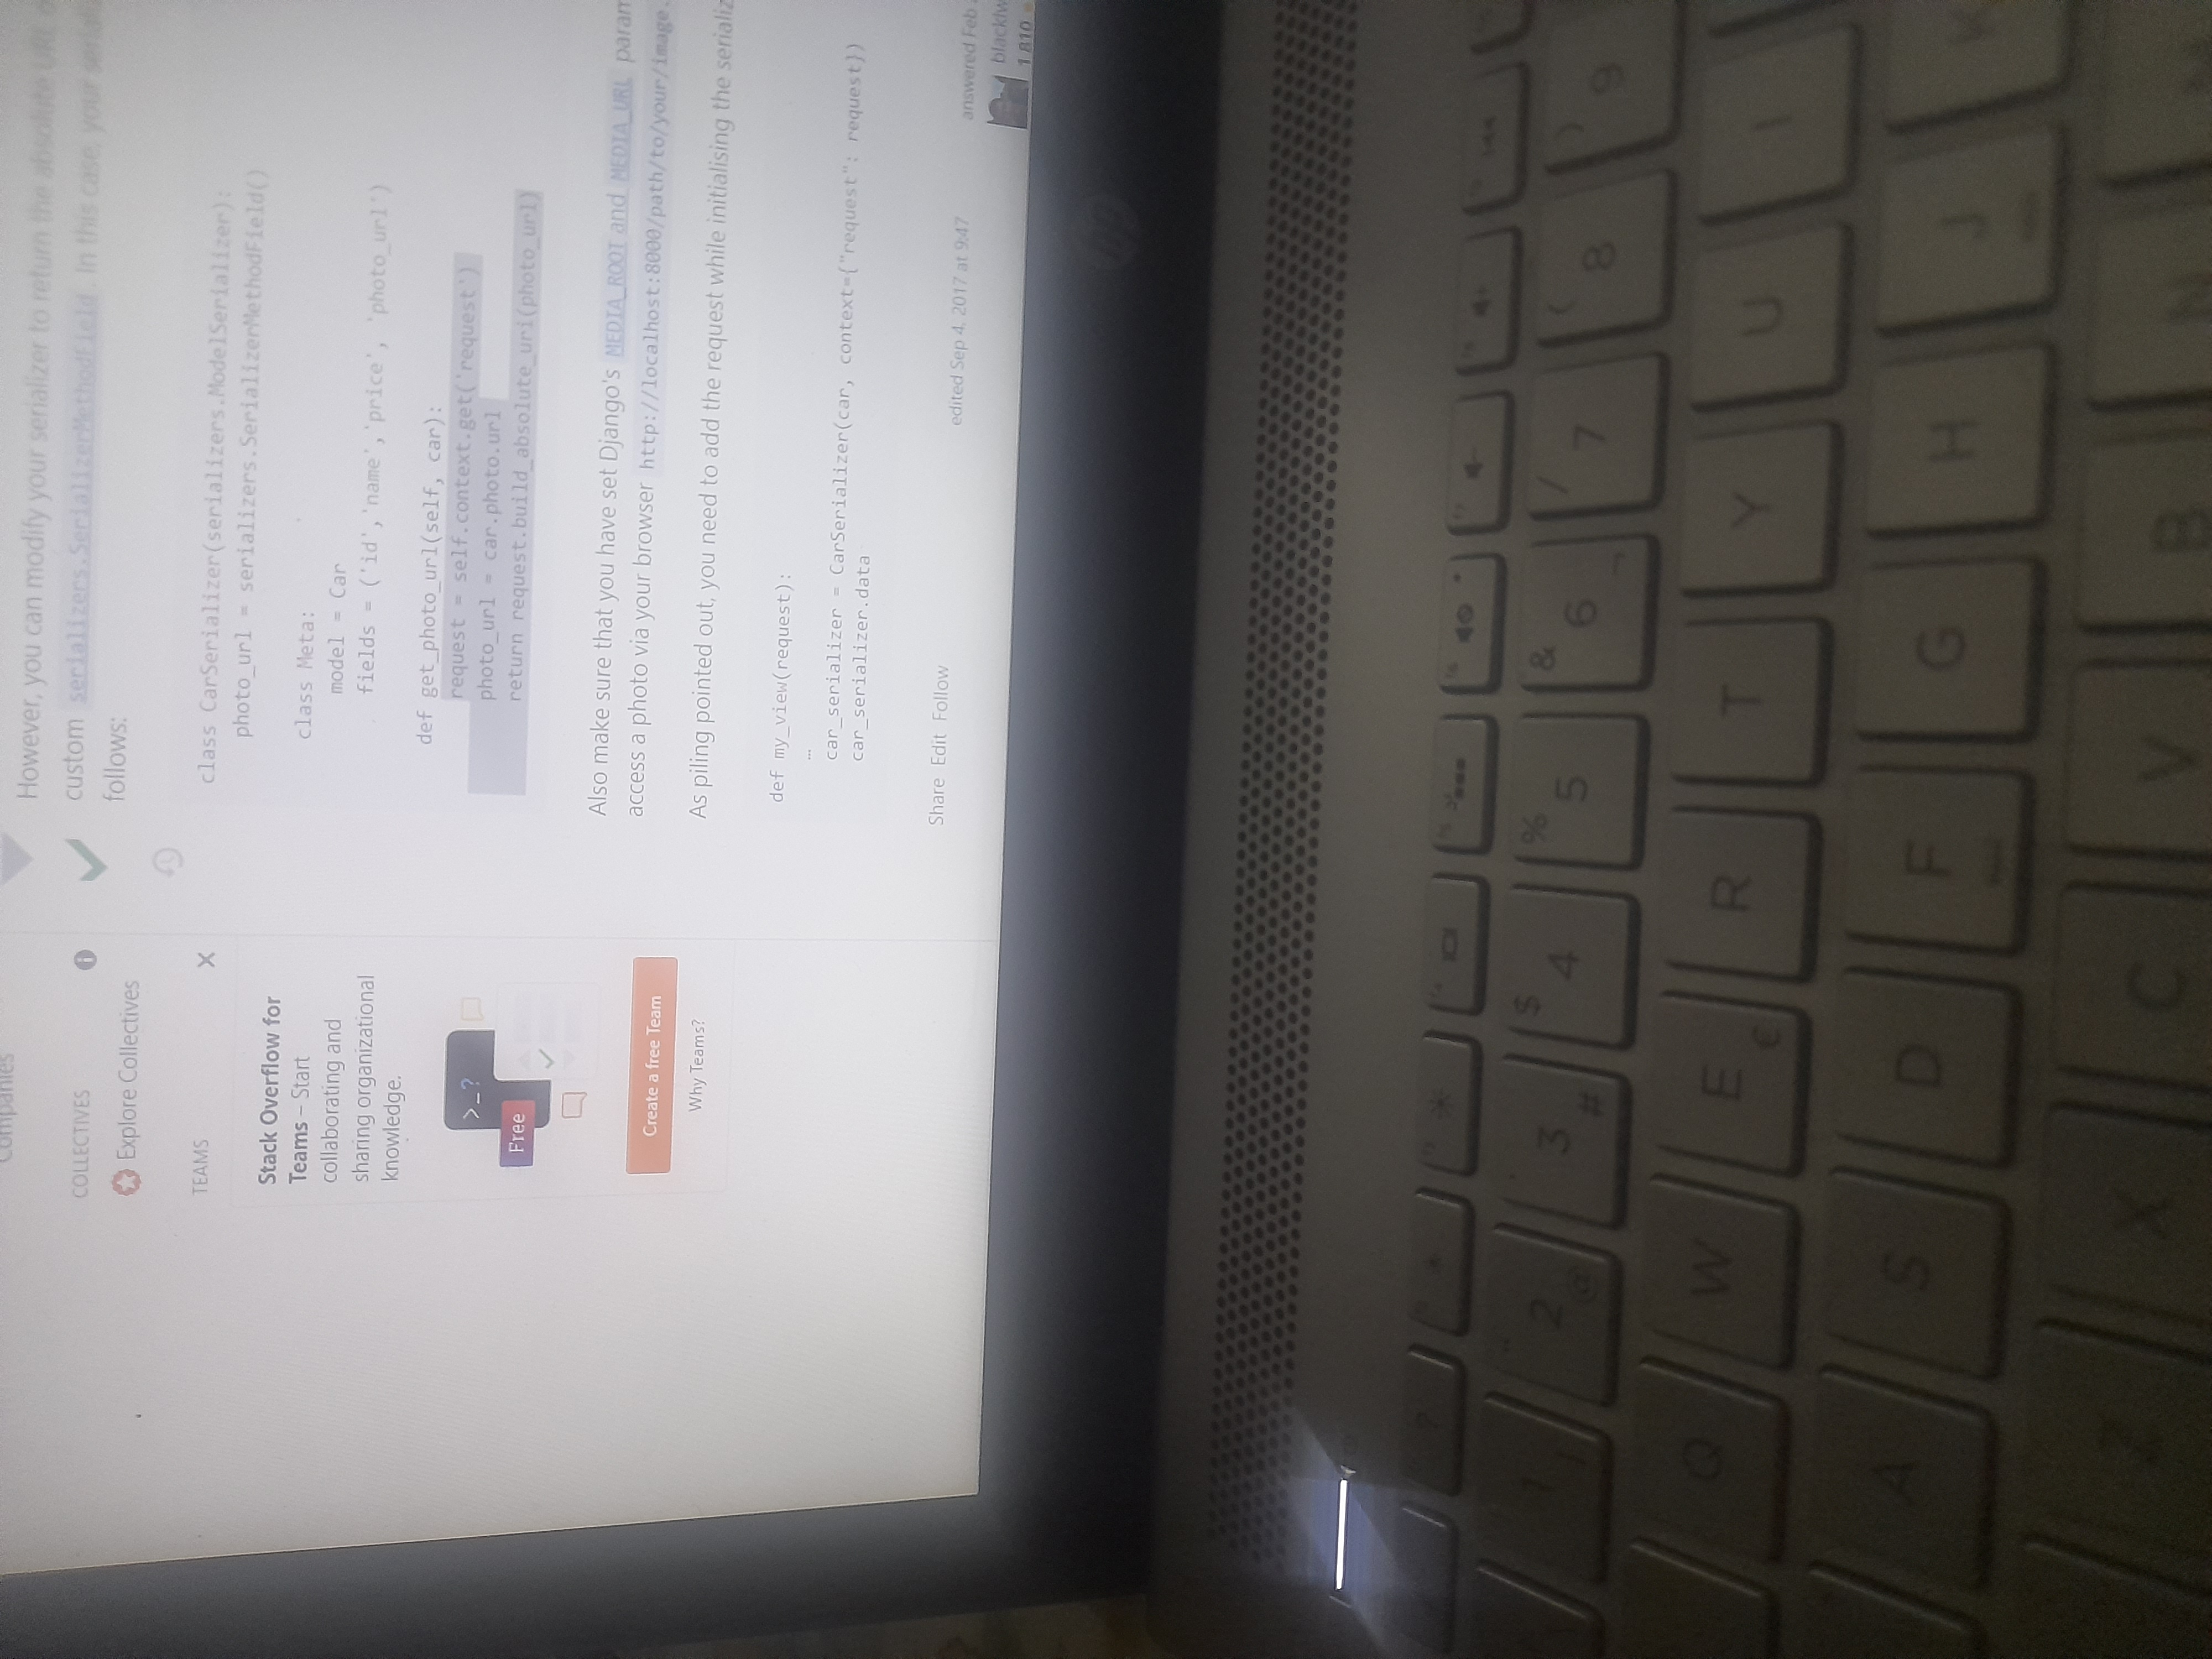 Companies
COLLECTIVES
Explore Collectives
TEAMS
Stack Overflow for
Teams – Start
collaborating and
sharing organizational
knowledge.
>_?
Free
Create a free Team
Why Teams?
However, you can modify your serializer to return the absolute URL
custom serializers.SerializerMethodField. In this case, your
follows:
class CarSerializer(serializers.ModelSerializer):
photo_url = serializers.SerializerMethodField()
class Meta:
model = Car
fields = ('id','name','price', 'photo_url')
def get_photo_url(self, car):
request = self.context.get('request')
photo_url = car.photo.url
return request.build_absolute_uri(photo_url)
Also make sure that you have set Django's MEDIA_ROOT and MEDIA_URL param
access a photo via your browser http://localhost:8000/path/to/your/image.
As piling pointed out, you need to add the request while initialising the serializ
def my_view(request):
…
car_serializer = CarSerializer(car, context={"request": request})
car_serializer.data
Share Edit Follow
edited Sep 4, 2017 at 9:47
answered Feb
blacklw
1,810
hp
1 2 @ 3 # $ 4 % 5 & 6 ¬ / 7 ( 8 ) 9
Q W E € R T Y U I
A S D F G H J K
Z X C V B N